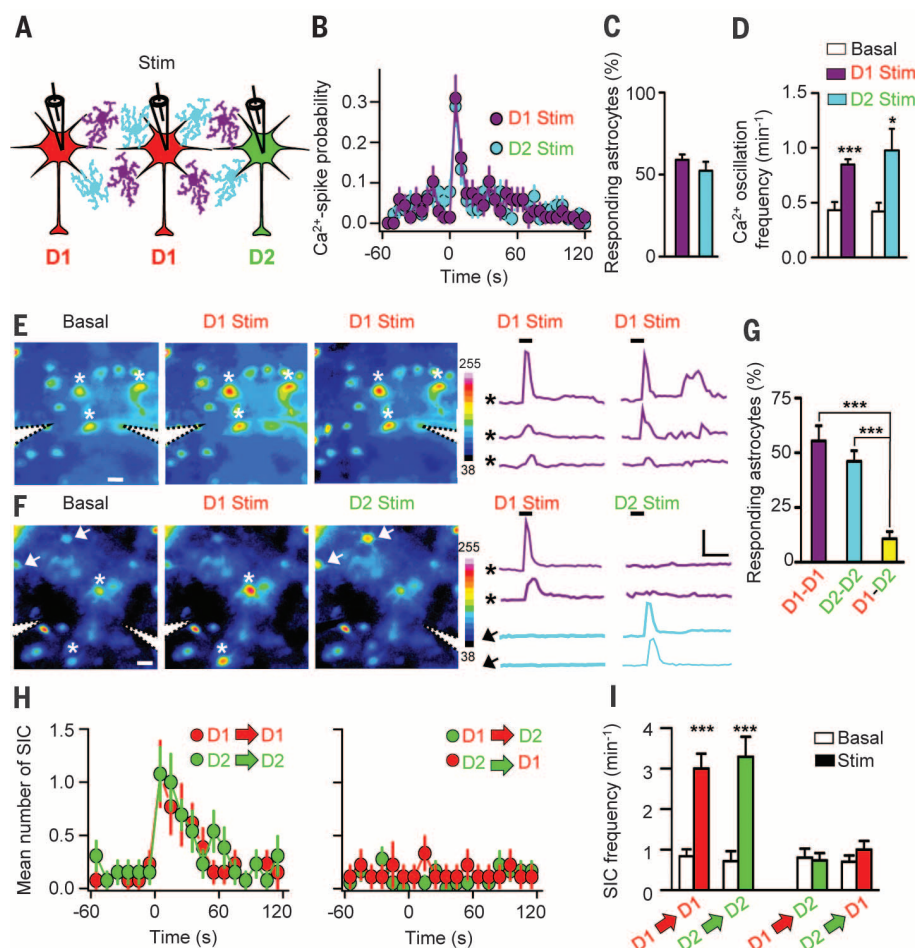 A
Stim
D1
D1
D2
B
Ca²⁺-spike probability
0.3
0.2
0.1
0.0
D1 Stim
D2 Stim
-60
0
60
120
Time (s)
C
Responding astrocytes (%)
100
50
0
D
Basal
D1 Stim
D2 Stim
Ca²⁺ oscillation
frequency (min⁻¹)
1.5
1.0
0.5
0.0
***
*
E
Basal
D1 Stim
D1 Stim
D1 Stim
D1 Stim
* * *
* * *
* * *
255
38
*
*
*
F
Basal
D1 Stim
D2 Stim
D1 Stim
D2 Stim
* *
* *
* *
255
38
*
*
G
Responding astrocytes (%)
75
50
25
0
***
***
D1-D1
D2-D2
D1-D2
H
Mean number of SIC
1.5
1.0
0.5
0.0
D1 D1
D2 D2
-60 0 60 120
Time (s)
D1 D2
D2 D1
-60 0 60 120
Time (s)
I
SIC frequency (min⁻¹)
4
3
2
1
0
*** ***
Basal
Stim
D1 D1
D2 D2
D1 D2
D2 D1